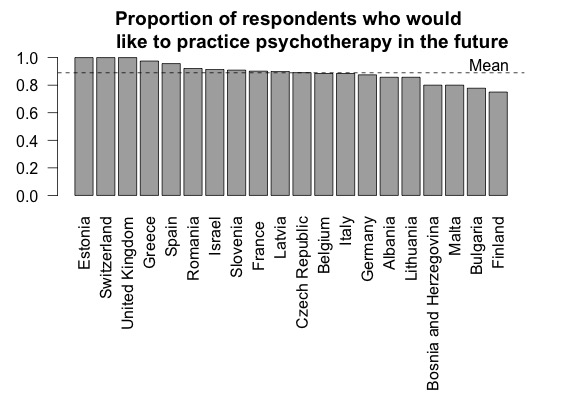 Proportion of respondents who would
like to practice psychotherapy in the future
Mean
1.0
0.8
0.6
0.4
0.2
0.0
Estonia
Switzerland
United Kingdom
Greece
Spain
Romania
Israel
Slovenia
France
Latvia
Czech Republic
Belgium
Italy
Germany
Albania
Lithuania
Bosnia and Herzegovina
Malta
Bulgaria
Finland